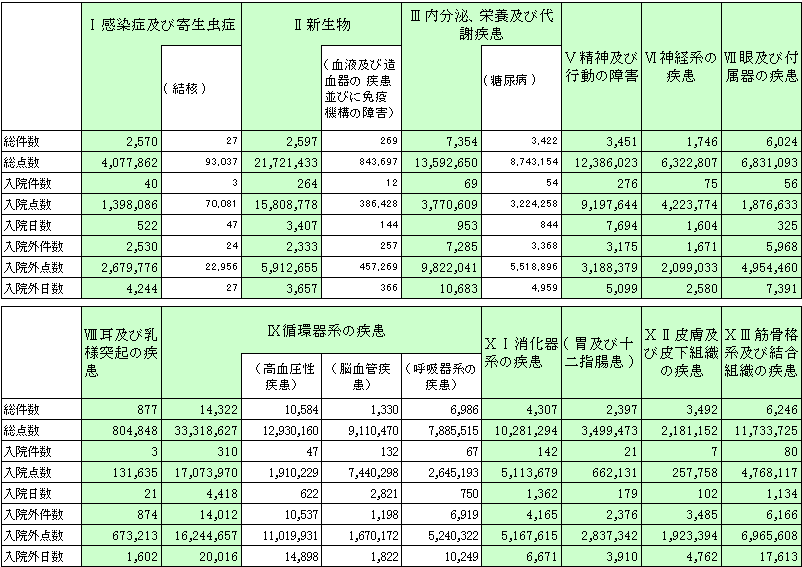 Ⅰ感染症及び寄生虫症 Ⅱ新生物 Ⅲ内分泌、栄養及び代謝疾患 Ⅴ精神及び行動の障害 Ⅵ神経系の疾患 Ⅶ眼及び付属器の疾患
(結核) (血液及び造血器の 疾患並びに免疫機構の障害) (糖尿病)
総件数 2,570 27 2,597 269 7,354 3,422 3,451 1,746 6,024
総点数 4,077,862 93,037 21,721,433 843,697 13,592,650 8,743,154 12,386,023 6,322,807 6,831,093
入院件数 40 3 264 12 69 54 276 75 56
入院点数 1,398,086 70,081 15,808,778 386,428 3,770,609 3,224,258 9,197,644 4,223,774 1,876,633
入院日数 522 47 3,407 144 953 844 7,694 1,604 325
入院外件数 2,530 24 2,333 257 7,285 3,368 3,175 1,671 5,968
入院外点数 2,679,776 22,956 5,912,655 457,269 9,822,041 5,518,896 3,188,379 2,099,033 4,954,460
入院外日数 4,244 27 3,657 366 10,683 4,959 5,099 2,580 7,391
Ⅷ耳及び乳様突起の疾患 Ⅸ循環器系の疾患 ⅩⅠ消化器系の疾患 (胃及び十二指腸患) ⅩⅡ皮膚及び皮下組織の疾患 ⅩⅢ筋骨格系及び結合組織の疾患
(高血圧性疾患) (脳血管疾患) (呼吸器系の疾患)
総件数 877 14,322 10,584 1,330 6,986 4,307 2,397 3,492 6,246
総点数 804,848 33,318,627 12,930,160 9,110,470 7,885,515 10,281,294 3,499,473 2,181,152 11,733,725
入院件数 3 310 47 132 67 142 21 7 80
入院点数 131,635 17,073,970 1,910,229 7,440,298 2,645,193 5,113,679 662,131 257,758 4,768,117
入院日数 21 4,418 622 2,821 750 1,362 179 102 1,134
入院外件数 874 14,012 10,537 1,198 6,919 4,165 2,376 3,485 6,166
入院外点数 673,213 16,244,657 11,019,931 1,670,172 5,240,322 5,167,615 2,837,342 1,923,394 6,965,608
入院外日数 1,602 20,016 14,898 1,822 10,249 6,671 3,910 4,762 17,613